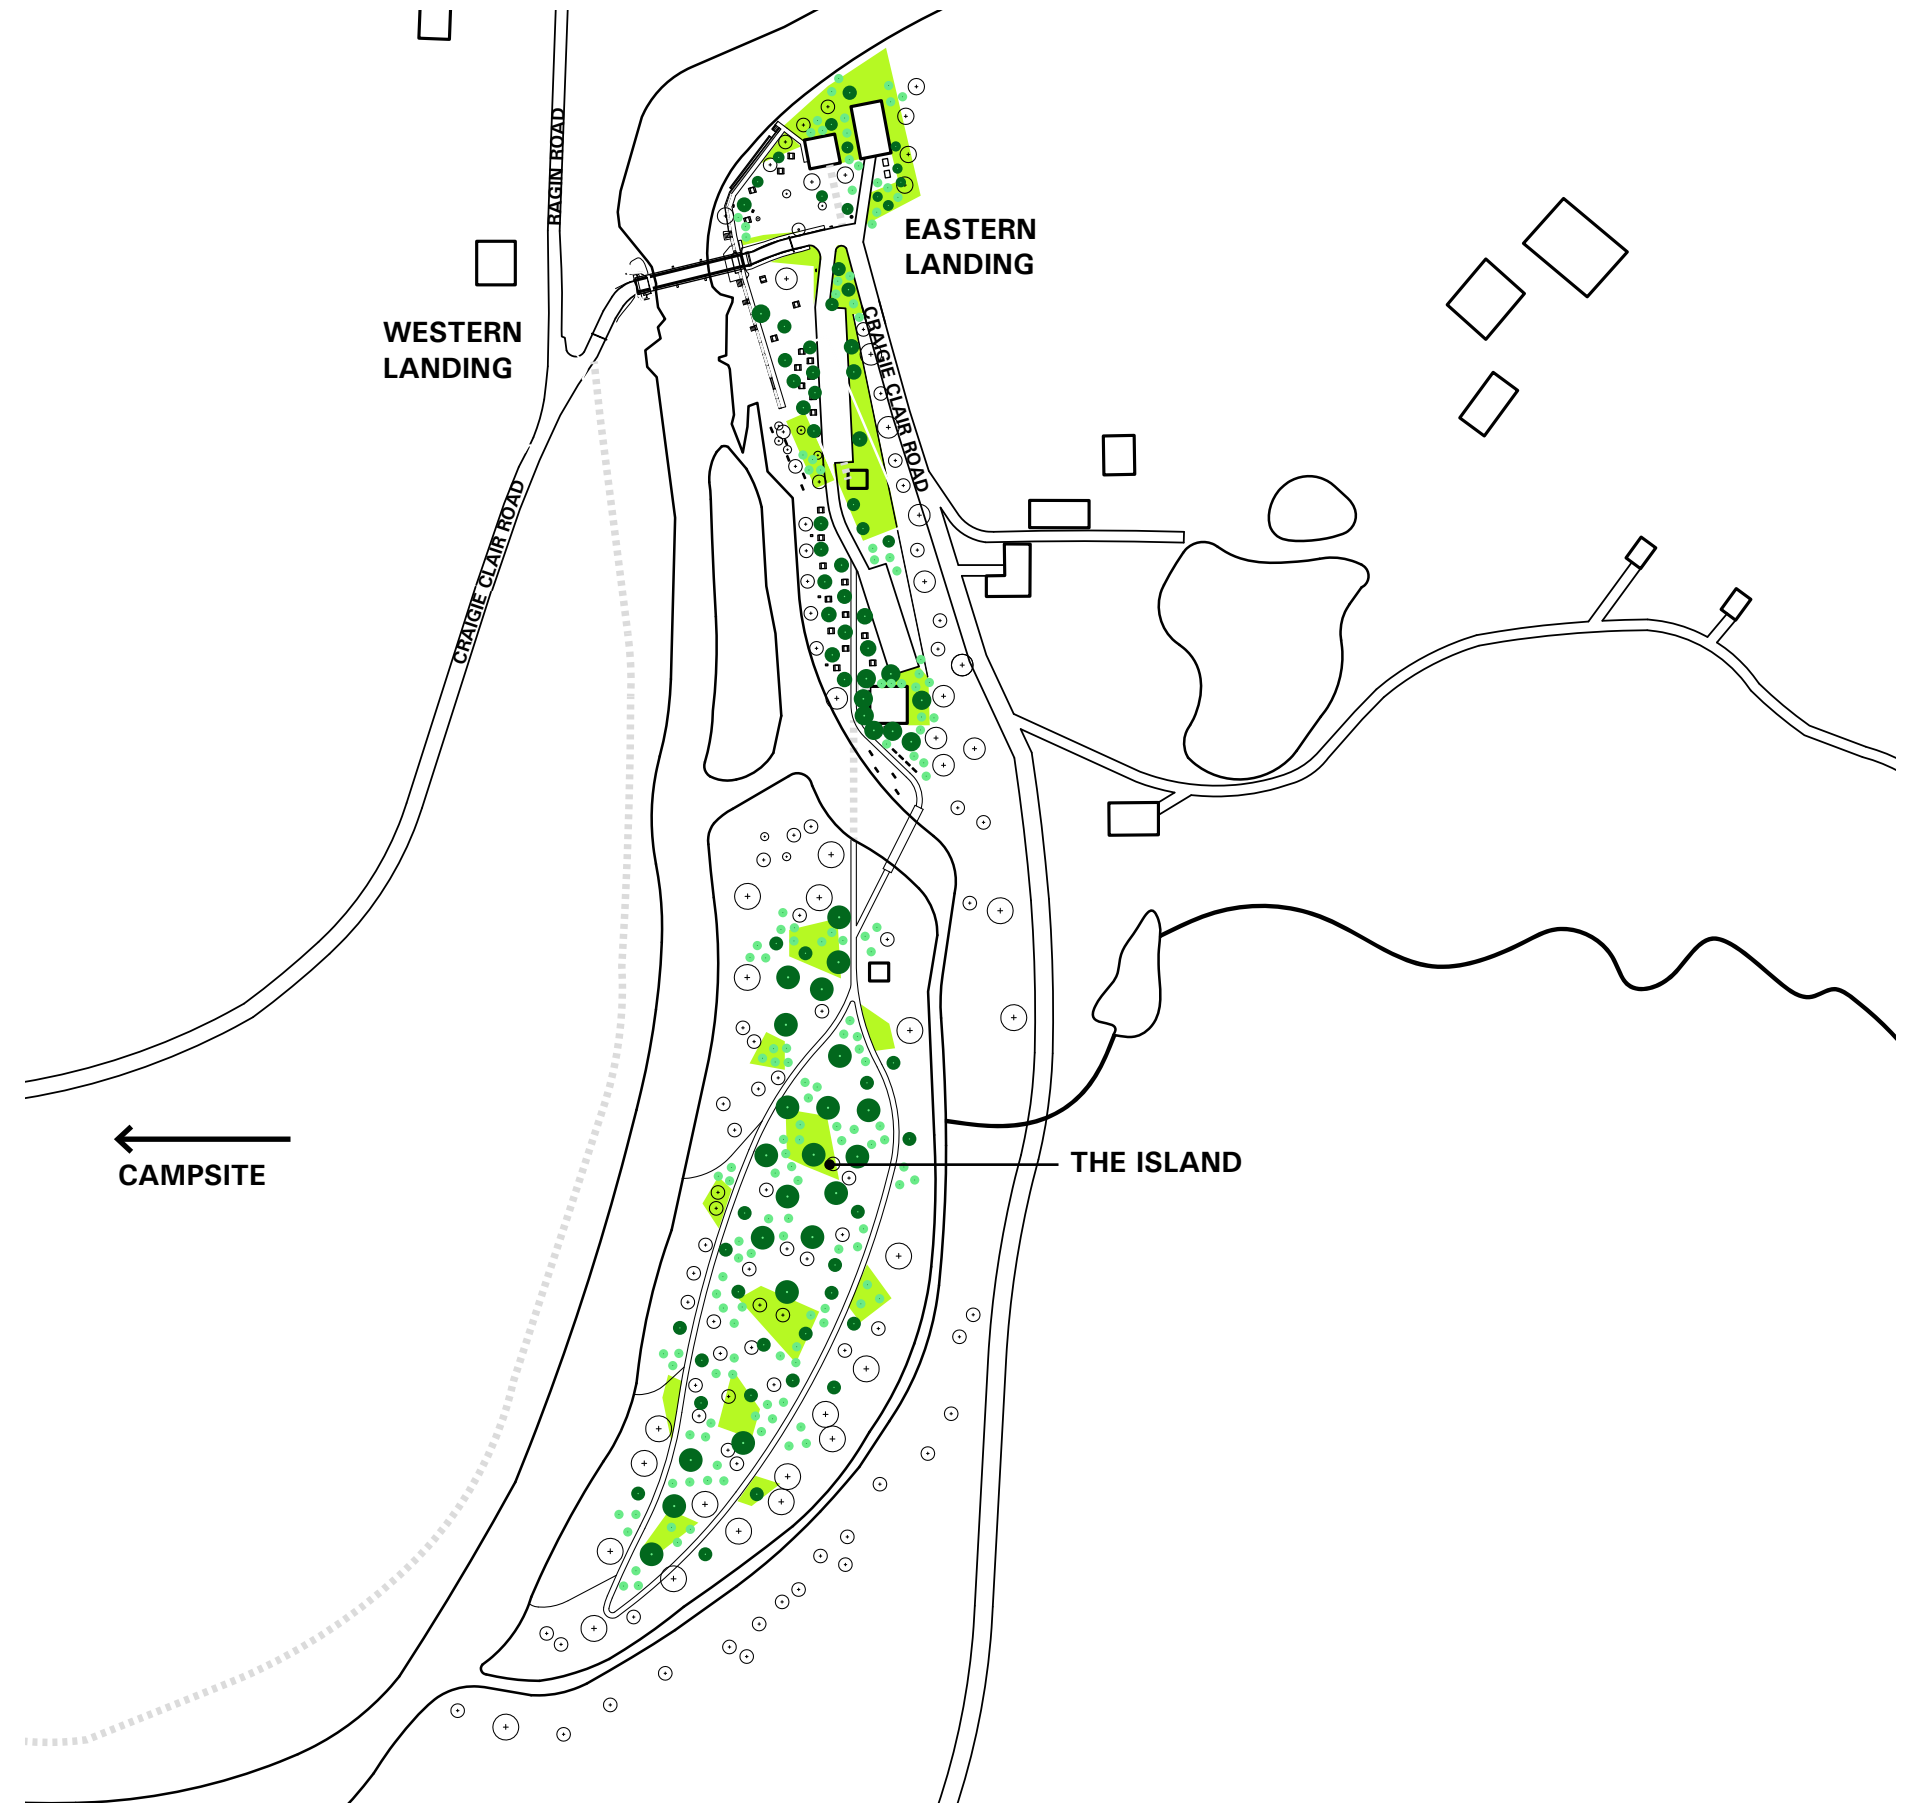 RAGIN ROAD
EASTERN
LANDING
WESTERN
LANDING
CRAIGIE CLAIR ROAD
CRAIGIE CLAIR ROAD
CAMPSITE
THE ISLAND